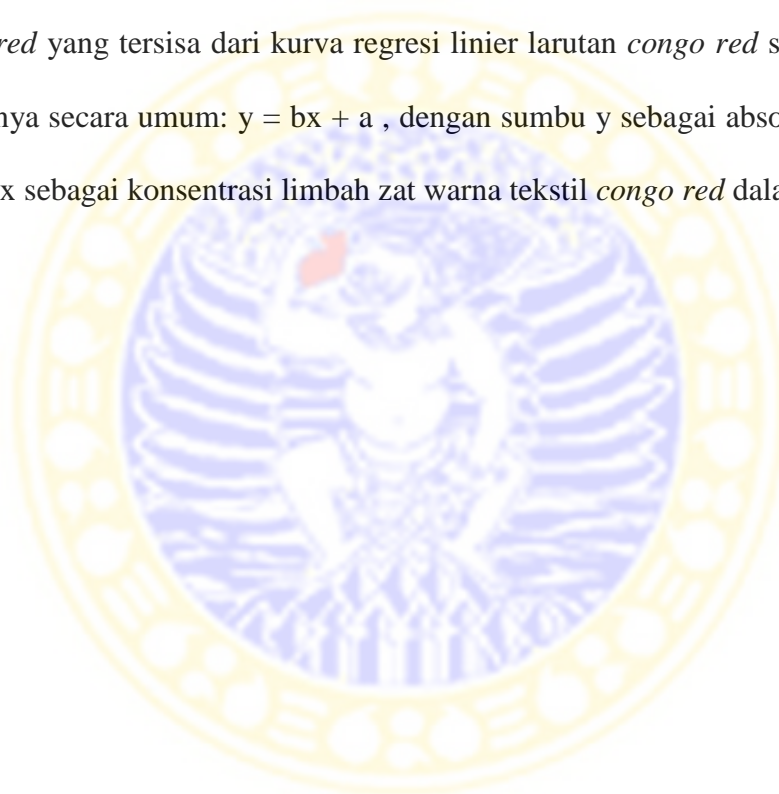 red yang tersisa dari kurva regresi linier larutan congo red s
nya secara umum: y = bx + a , dengan sumbu y sebagai abso
x sebagai konsentrasi limbah zat warna tekstil congo red dala